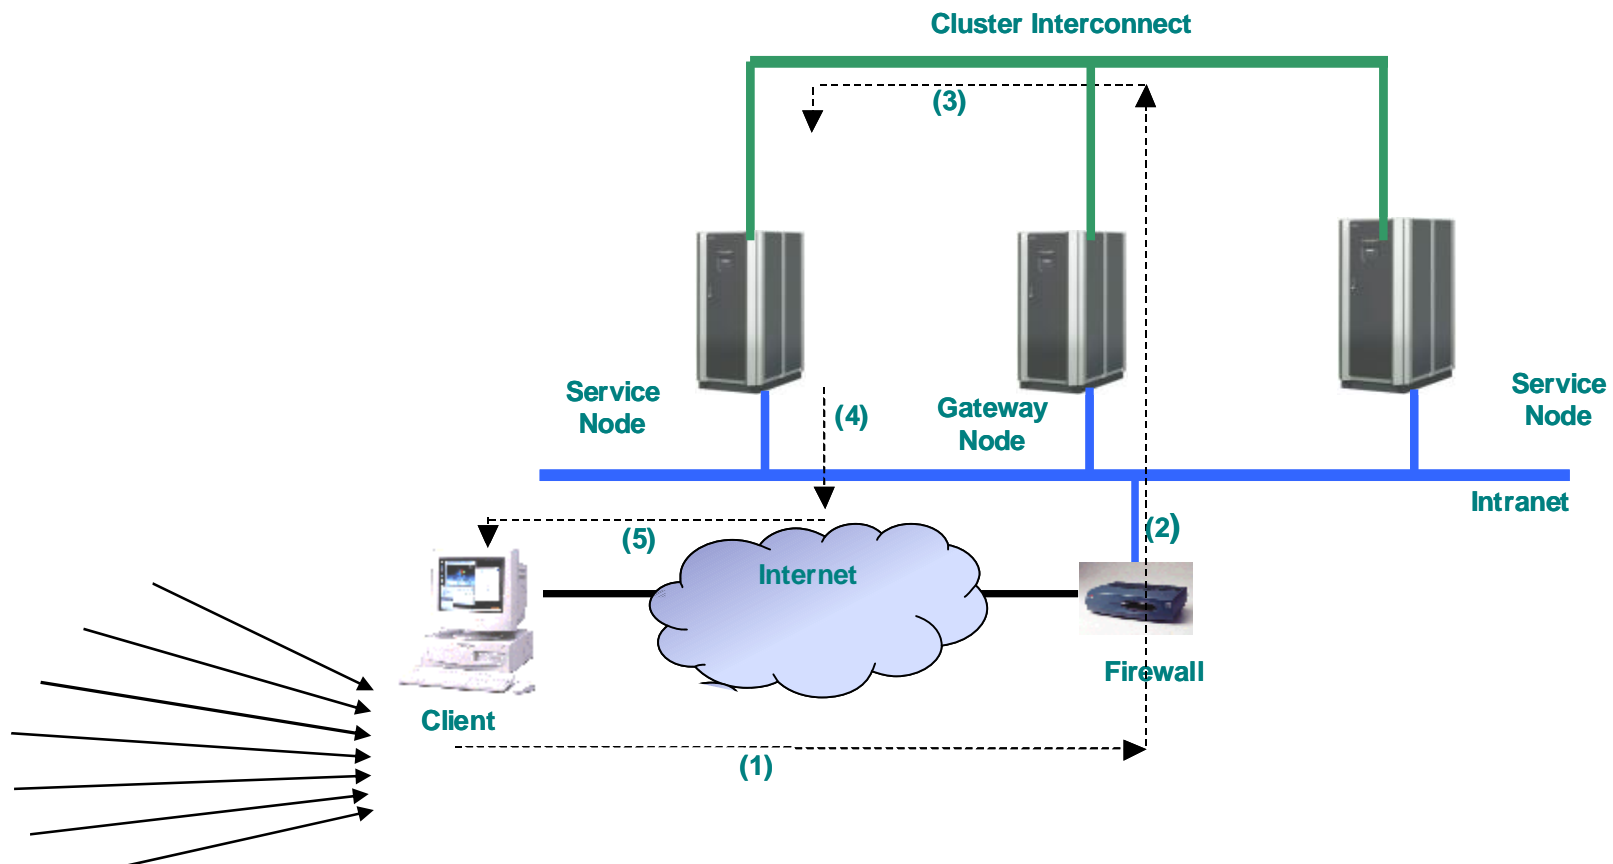 Cluster Interconnect
(3)
Service
Node
(4)
Gateway
Node
Service
Node
Intranet
(2)
(5)
Internet
Firewall
Client
(1)